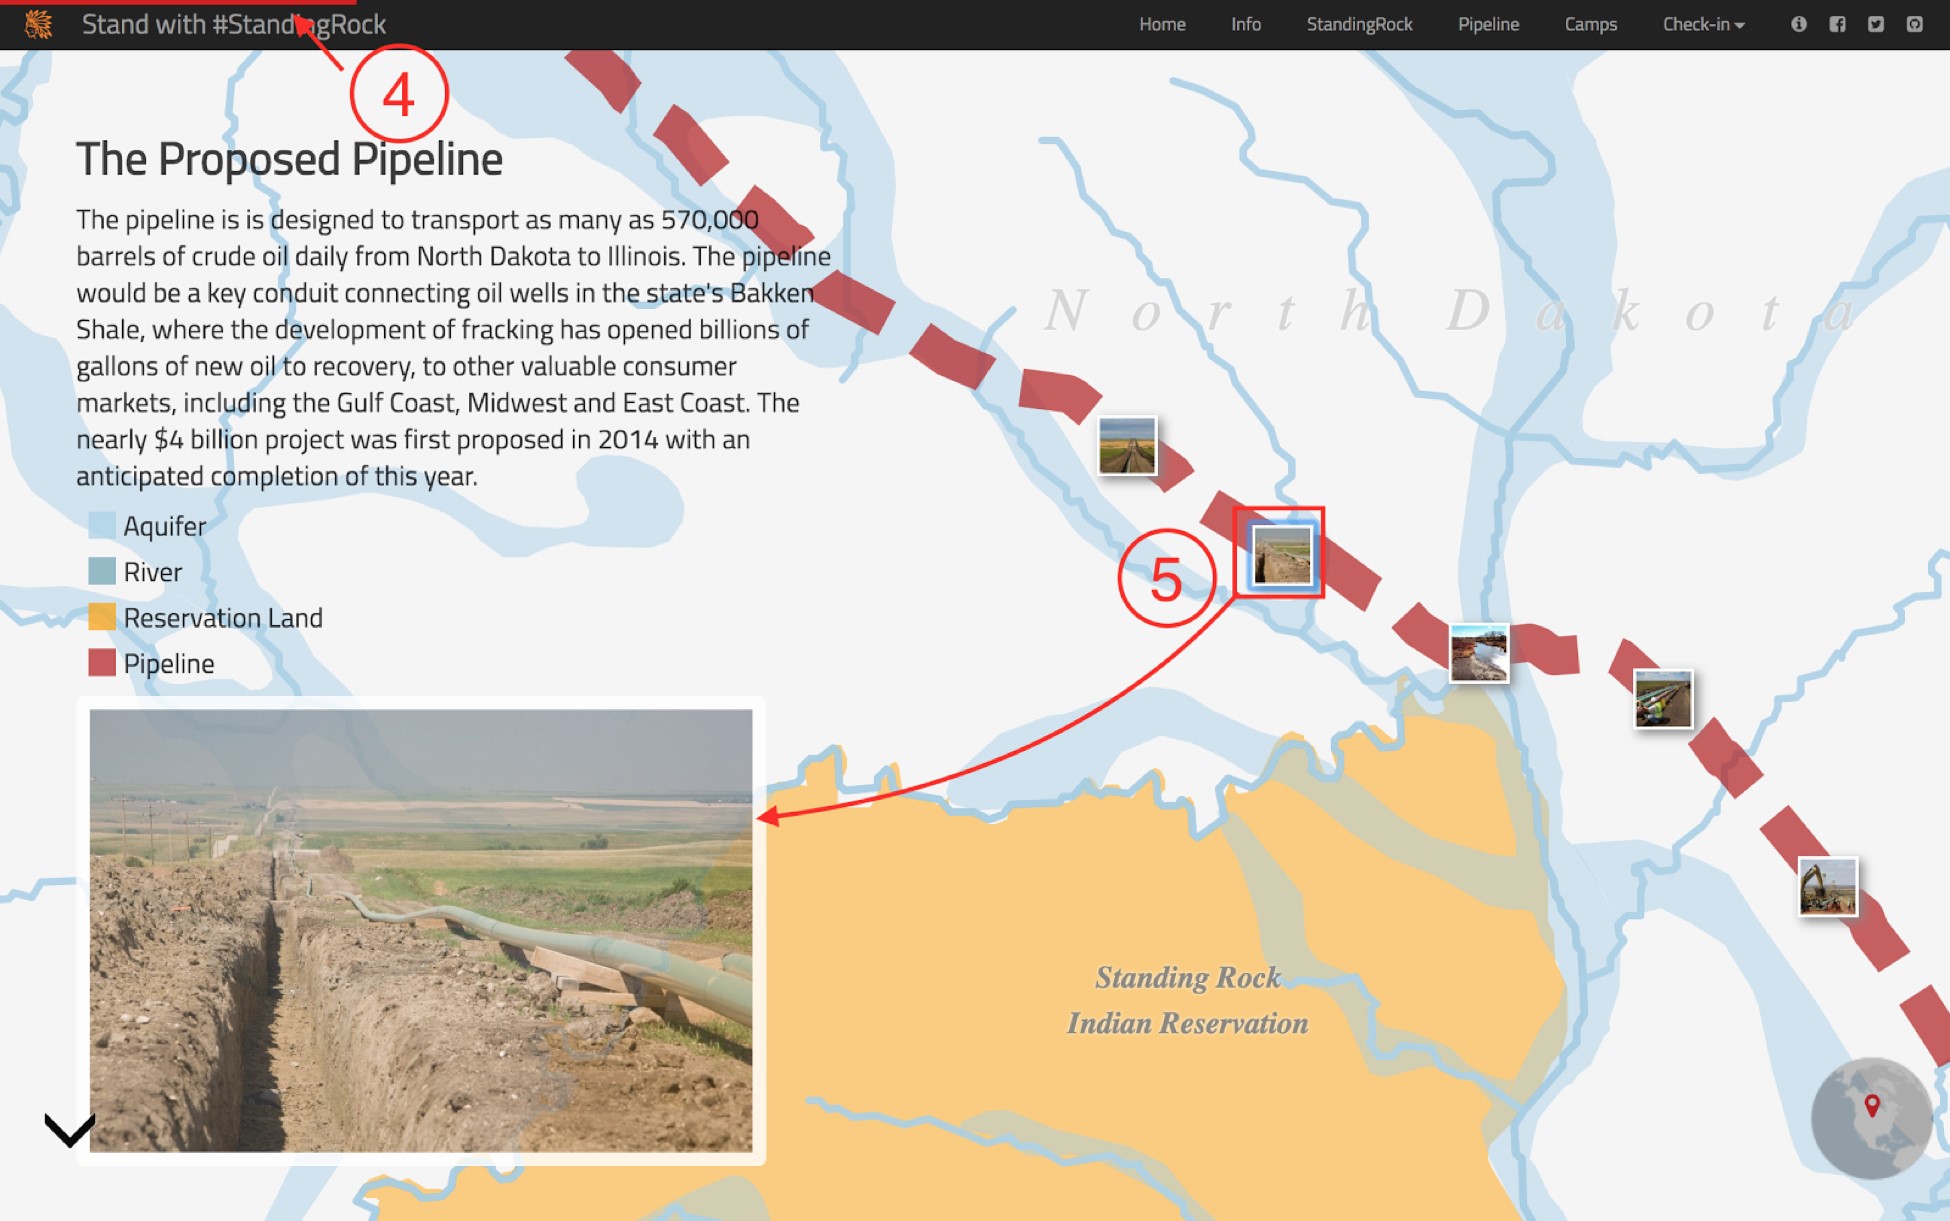 Stand with #StandingRock
Home Info StandingRock Pipeline Camps Check-in
4
The Proposed Pipeline
The pipeline is is designed to transport as many as 570,000
barrels of crude oil daily from North Dakota to Illinois. The pipeline
would be a key conduit connecting oil wells in the state's Bakken
Shale, where the development of fracking has opened billions of
gallons of new oil to recovery, to other valuable consumer
markets, including the Gulf Coast, Midwest and East Coast. The
nearly $4 billion project was first proposed in 2014 with an
anticipated completion of this year.
North Dakota
Aquifer
River
Reservation Land
Pipeline
5
Standing Rock
Indian Reservation